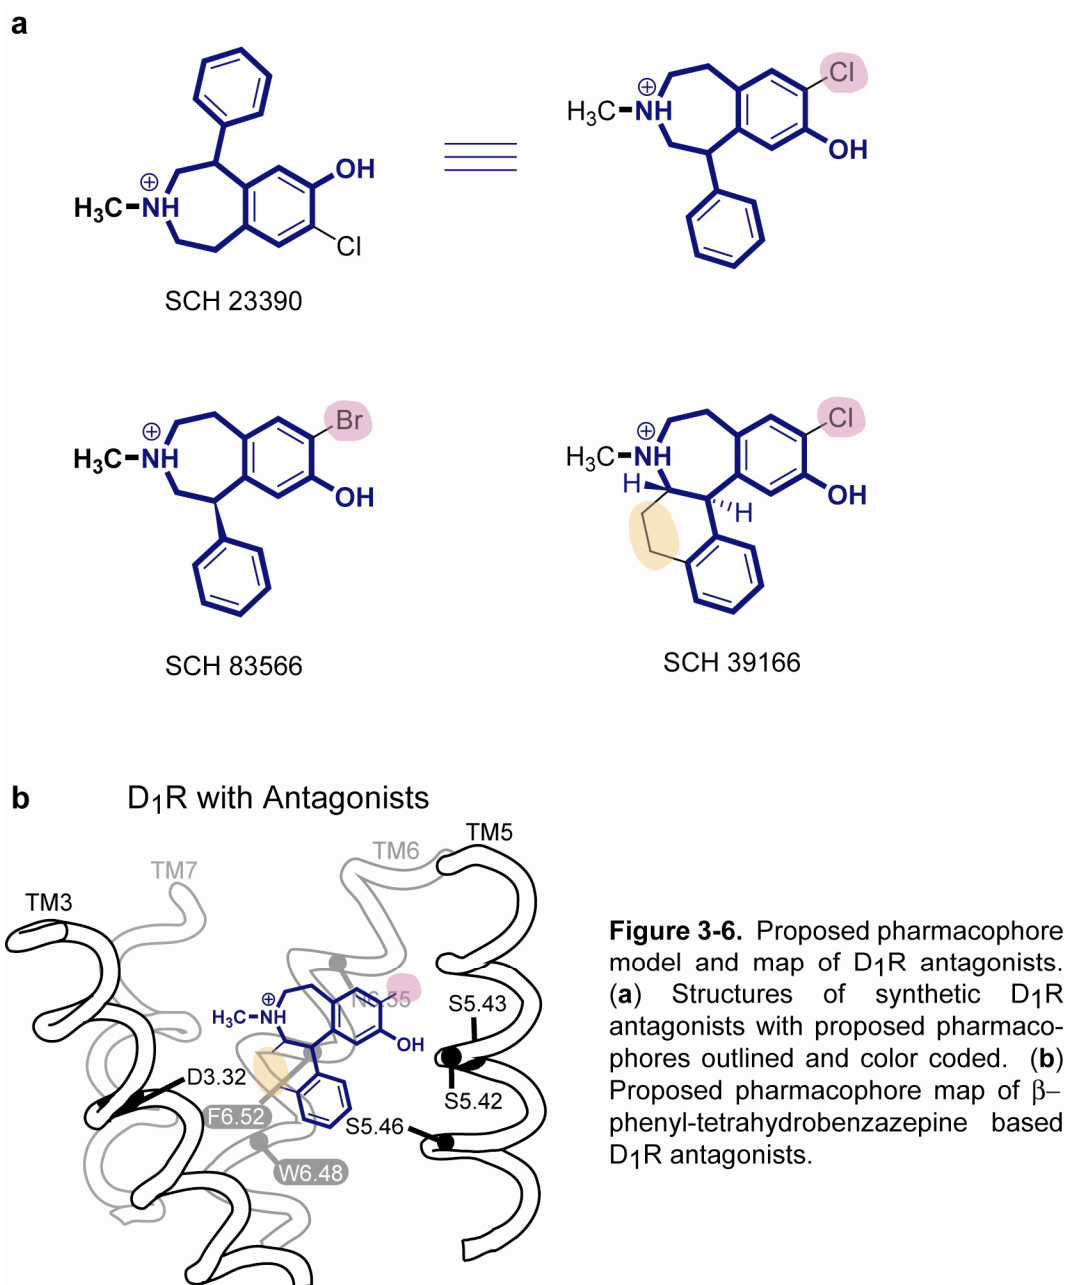 a
Cl
⊕
H₃C–NH
OH
OH
⊕
H₃C–NH
Cl
SCH 23390
Br
⊕
H₃C–NH
OH
Cl
⊕
H₃C–NH
H
H
OH
SCH 83566
SCH 39166
b D₁R with Antagonists
TM5
TM6
TM7
TM3
N6.55
⊕
H₃C–NH
OH
S5.43
D3.32
S5.42
F6.52
S5.46
W6.48
Figure 3-6. Proposed pharmacophore
model and map of D₁R antagonists.
(a) Structures of synthetic D₁R
antagonists with proposed pharmaco-
phores outlined and color coded. (b)
Proposed pharmacophore map of β–
phenyl-tetrahydrobenzazepine based
D₁R antagonists.